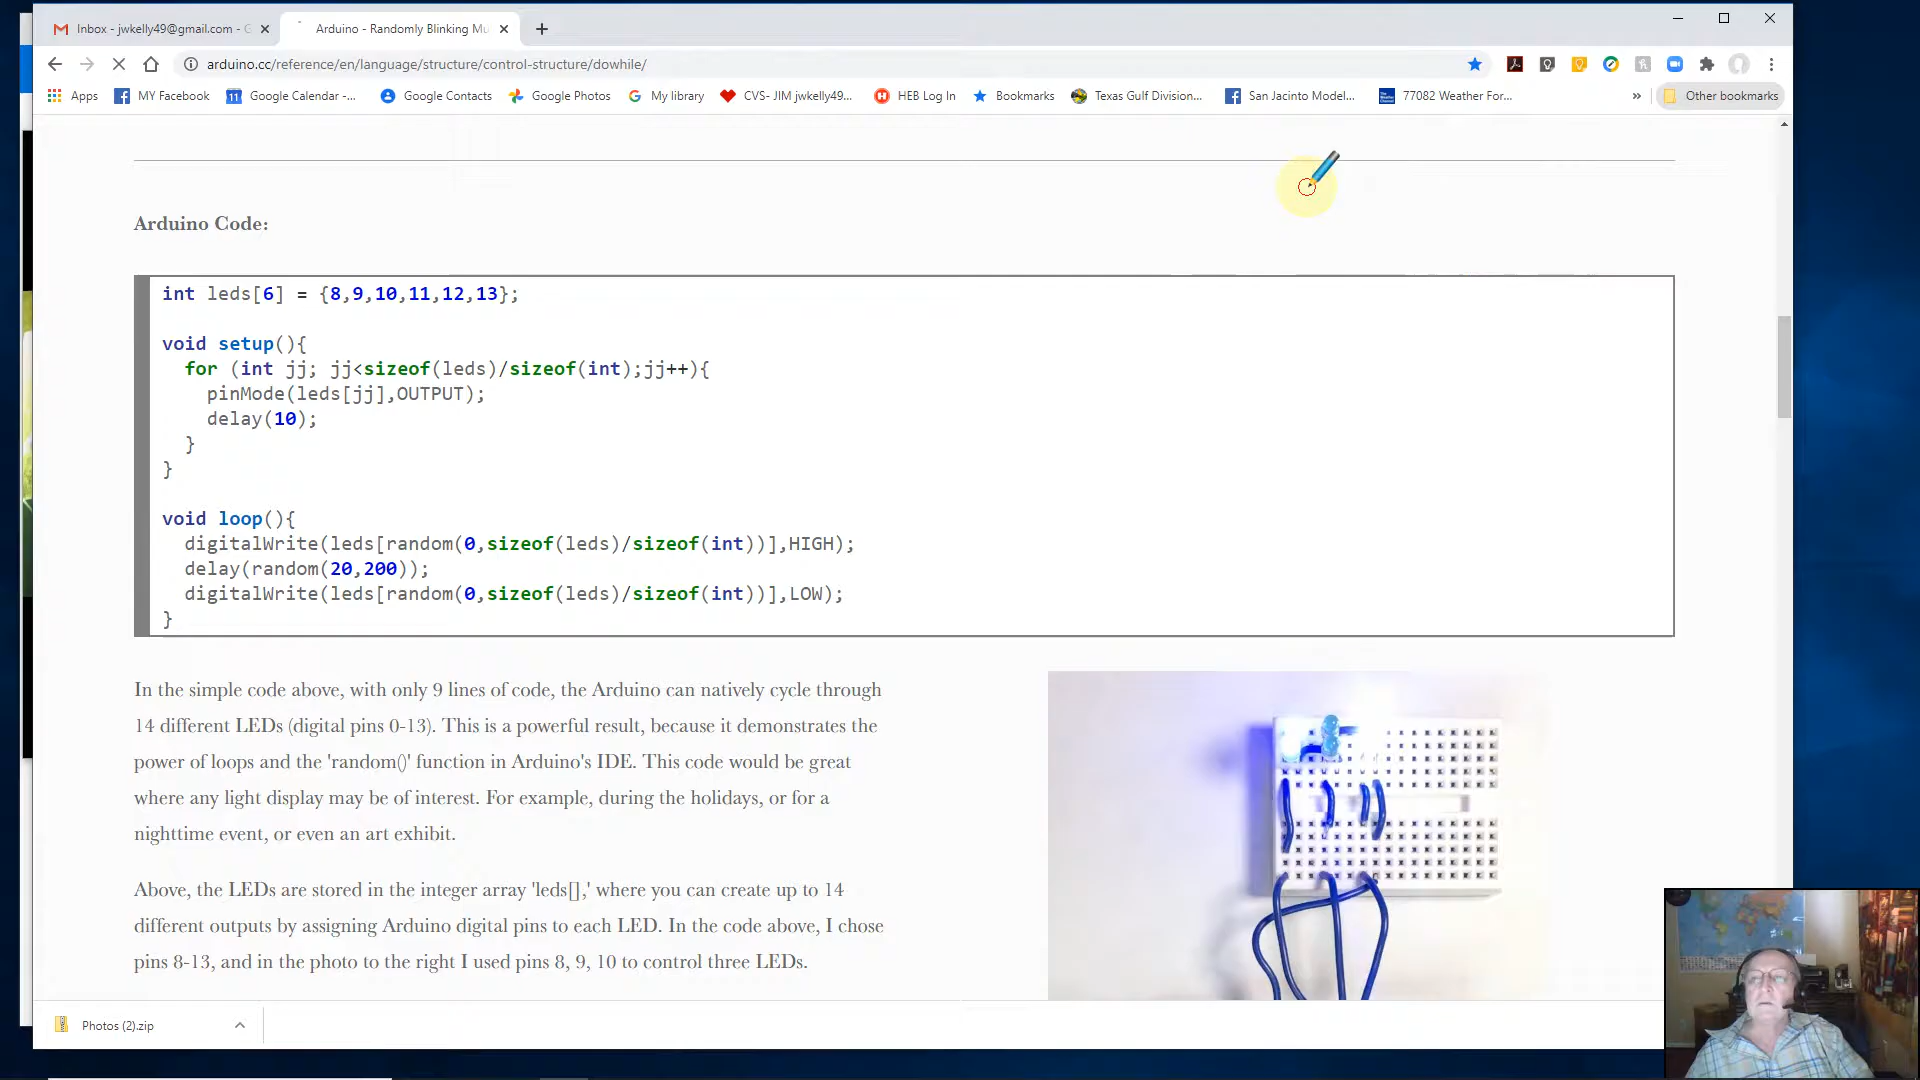 Inbox - jwkelly49@gmail.com - G
Arduino - Randomly Blinking Mu
arduino.cc/reference/en/language/structure/control-structure/dowhile/
Apps
MY Facebook
Google Calendar -...
Google Contacts
Google Photos
My library
CVS- JIM jwkelly49...
HEB Log In
Bookmarks
Texas Gulf Division...
San Jacinto Model...
77082 Weather For...
»
Other bookmarks
Arduino Code:
int leds[6] = {8,9,10,11,12,13};
void setup(){
for (int jj; jj<sizeof(leds)/sizeof(int);jj++){
pinMode(leds[jj],OUTPUT);
delay(10);
}
}
void loop(){
digitalWrite(leds[random(0,sizeof(leds)/sizeof(int))],HIGH);
delay(random(20,200));
digitalWrite(leds[random(0,sizeof(leds)/sizeof(int))],LOW);
}
In the simple code above, with only 9 lines of code, the Arduino can natively cycle through
14 different LEDs (digital pins 0-13). This is a powerful result, because it demonstrates the
power of loops and the 'random()' function in Arduino's IDE. This code would be great
where any light display may be of interest. For example, during the holidays, or for a
nighttime event, or even an art exhibit.
Above, the LEDs are stored in the integer array 'leds[],' where you can create up to 14
different outputs by assigning Arduino digital pins to each LED. In the code above, I chose
pins 8-13, and in the photo to the right I used pins 8, 9, 10 to control three LEDs.
Photos (2).zip